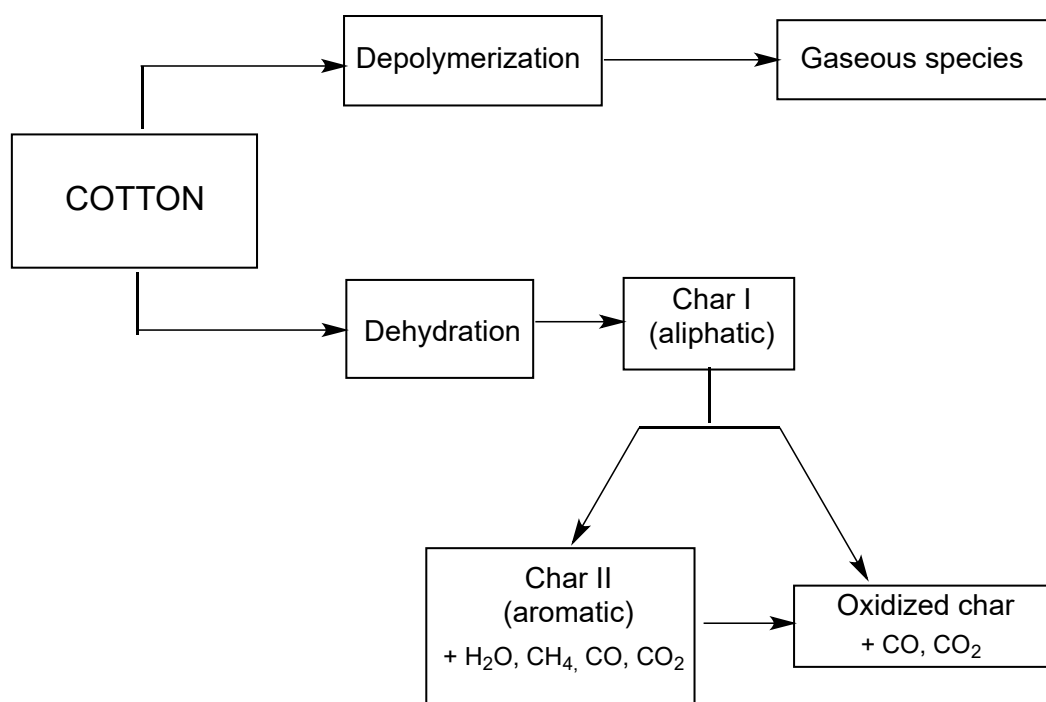 Depolymerization
Gaseous species
COTTON
Dehydration
Char I
(aliphatic)
Char II
(aromatic)
+ H₂O, CH₄, CO, CO₂
Oxidized char
+ CO, CO₂